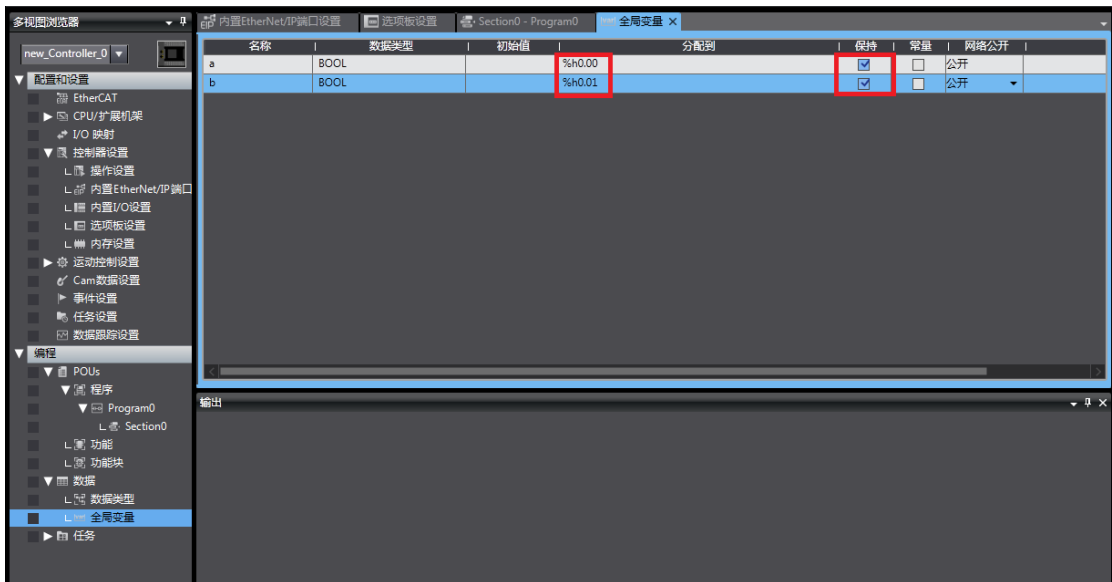 多视图浏览器
内置EtherNet/IP端口设置
选项板设置
Section0 - Program0
全局变量
new_Controller_0
配置和设置
EtherCAT
CPU/扩展机架
I/O 映射
控制器设置
操作设置
内置EtherNet/IP端口
内置I/O设置
选项板设置
内存设置
运动控制设置
Cam数据设置
事件设置
任务设置
数据跟踪设置
编程
POUs
程序
Program0
Section0
功能
功能块
数据
数据类型
全局变量
任务
名称 数据类型 初始值 分配到 保持 常量 网络公开
a BOOL %h0.00 公开
b BOOL %h0.01 公开
输出